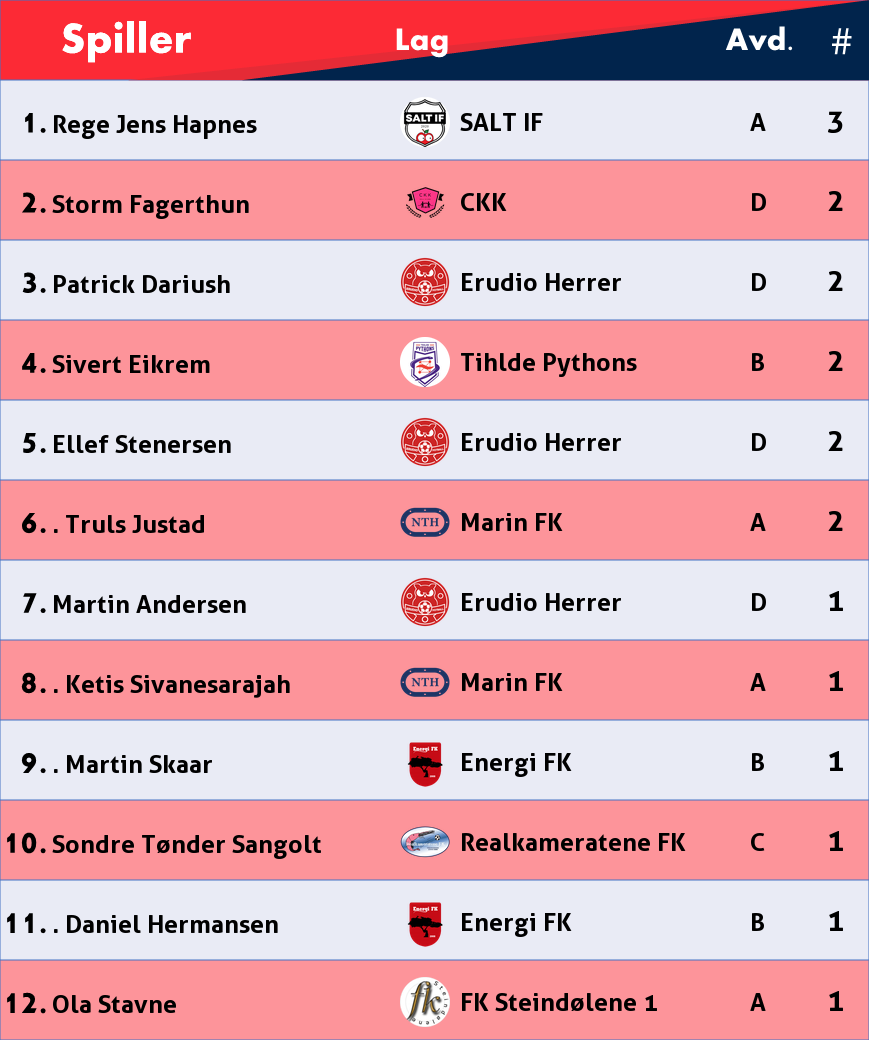 Spiller Lag Avd. #
1. Rege Jens Hapnes SALT IF SALT IF A 3
2. Storm Fagerthun CKK CKK D 2
3. Patrick Dariush Erudio Herrer D 2
4. Sivert Eikrem PYTHONS Tihlde Pythons B 2
5. Ellef Stenersen Erudio Herrer D 2
6. . Truls Justad NTH Marin FK A 2
7. Martin Andersen Erudio Herrer D 1
8. . Ketis Sivanesarajah NTH Marin FK A 1
9. . Martin Skaar Energi FK Energi FK B 1
10. Sondre Tønder Sangolt Realkameratene FK C 1
11. . Daniel Hermansen Energi FK Energi FK B 1
12. Ola Stavne fk Steindølene FK Steindølene 1 A 1